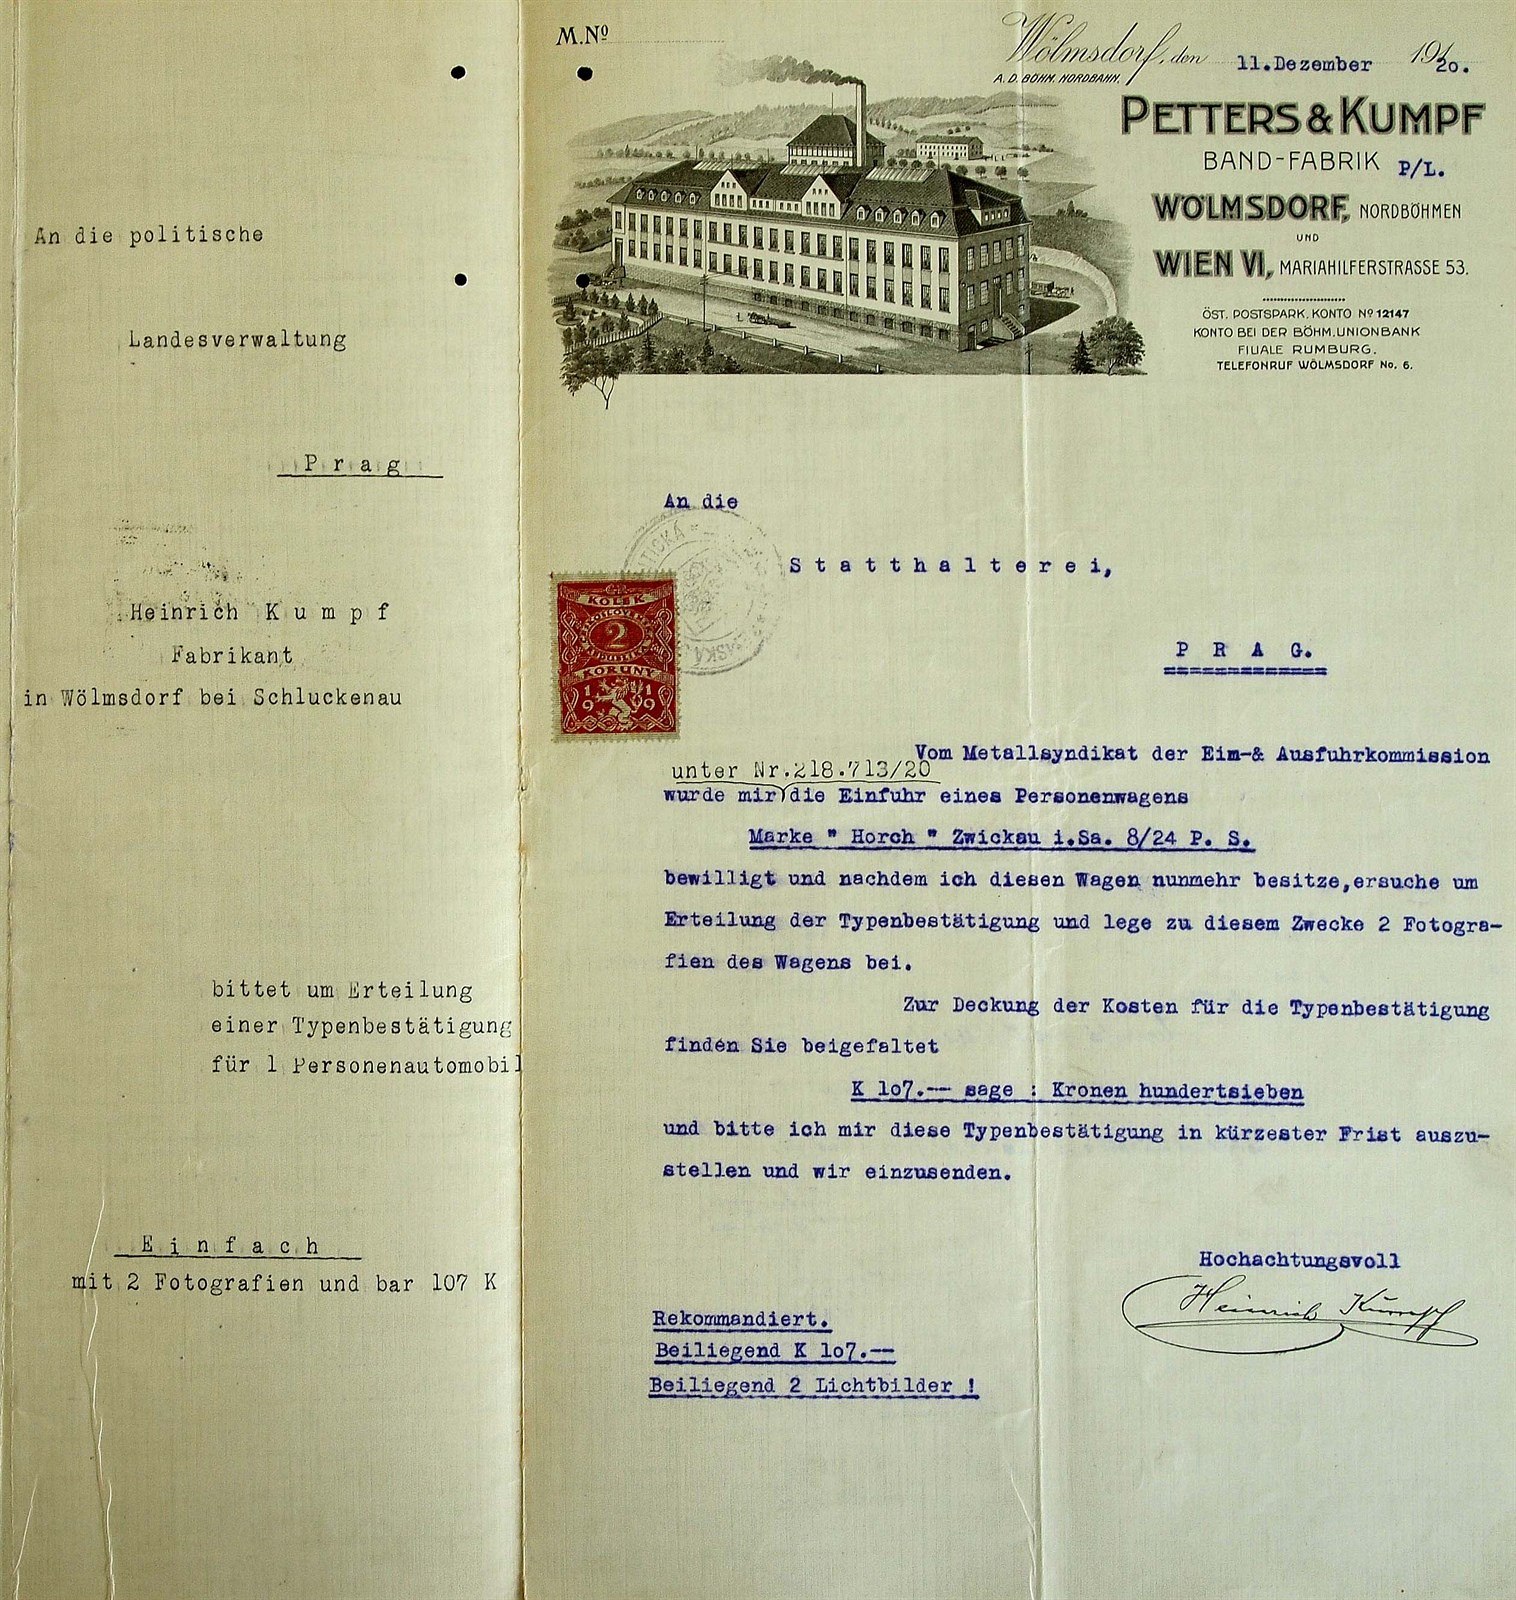 An die politische
Landesverwaltung
Prag
Heinrich Kumpf
Fabrikant
in Wölmsdorf bei Schluckenau
bittet um Erteilung
einer Typenbestätigung
für 1 Personenautomobil
Einfach
mit 2 Fotografien und bar 107 K
M. Nº
Wölmsdorf, den 11.Dezember 1920.
A. D. BÖHM. NORDBAHN.
PETTERS & KUMPF
BAND-FABRIK P/L.
WÖLMSDORF, NORDBÖHMEN
UND
WIEN VI., MARIAHILFERSTRASSE 53.
ÖST. POSTSPARK. KONTO Nº 12147
KONTO BEI DER BÖHM. UNIONBANK
FILIALE RUMBURG.
TELEFONRUF WÖLMSDORF No. 6.
An die
Statthalterei,
PRAG.
KOLEK
2
KORUNY
1919
Vom Metallsyndikat der Eim-& Ausfuhrkommission
unter Nr.218.713/20
wurde mir die Einfuhr eines Personenwagens
Marke " Horch " Zwickau i.Sa. 8/24 P. S.
bewilligt und nachdem ich diesen Wagen nunmehr besitze,ersuche um
Erteilung der Typenbestätigung und lege zu diesem Zwecke 2 Fotogra-
fien des Wagens bei.
Zur Deckung der Kosten für die Typenbestätigung
finden Sie beigefaltet
K 1o7.-- sage : Kronen hundertsieben
und bitte ich mir diese Typenbestätigung in kürzester Frist auszu-
stellen und wir einzusenden.
Hochachtungsvoll
Heinrich Kumpf
Rekommandiert.
Beiliegend K 1o7.--
Beiliegend 2 Lichtbilder !